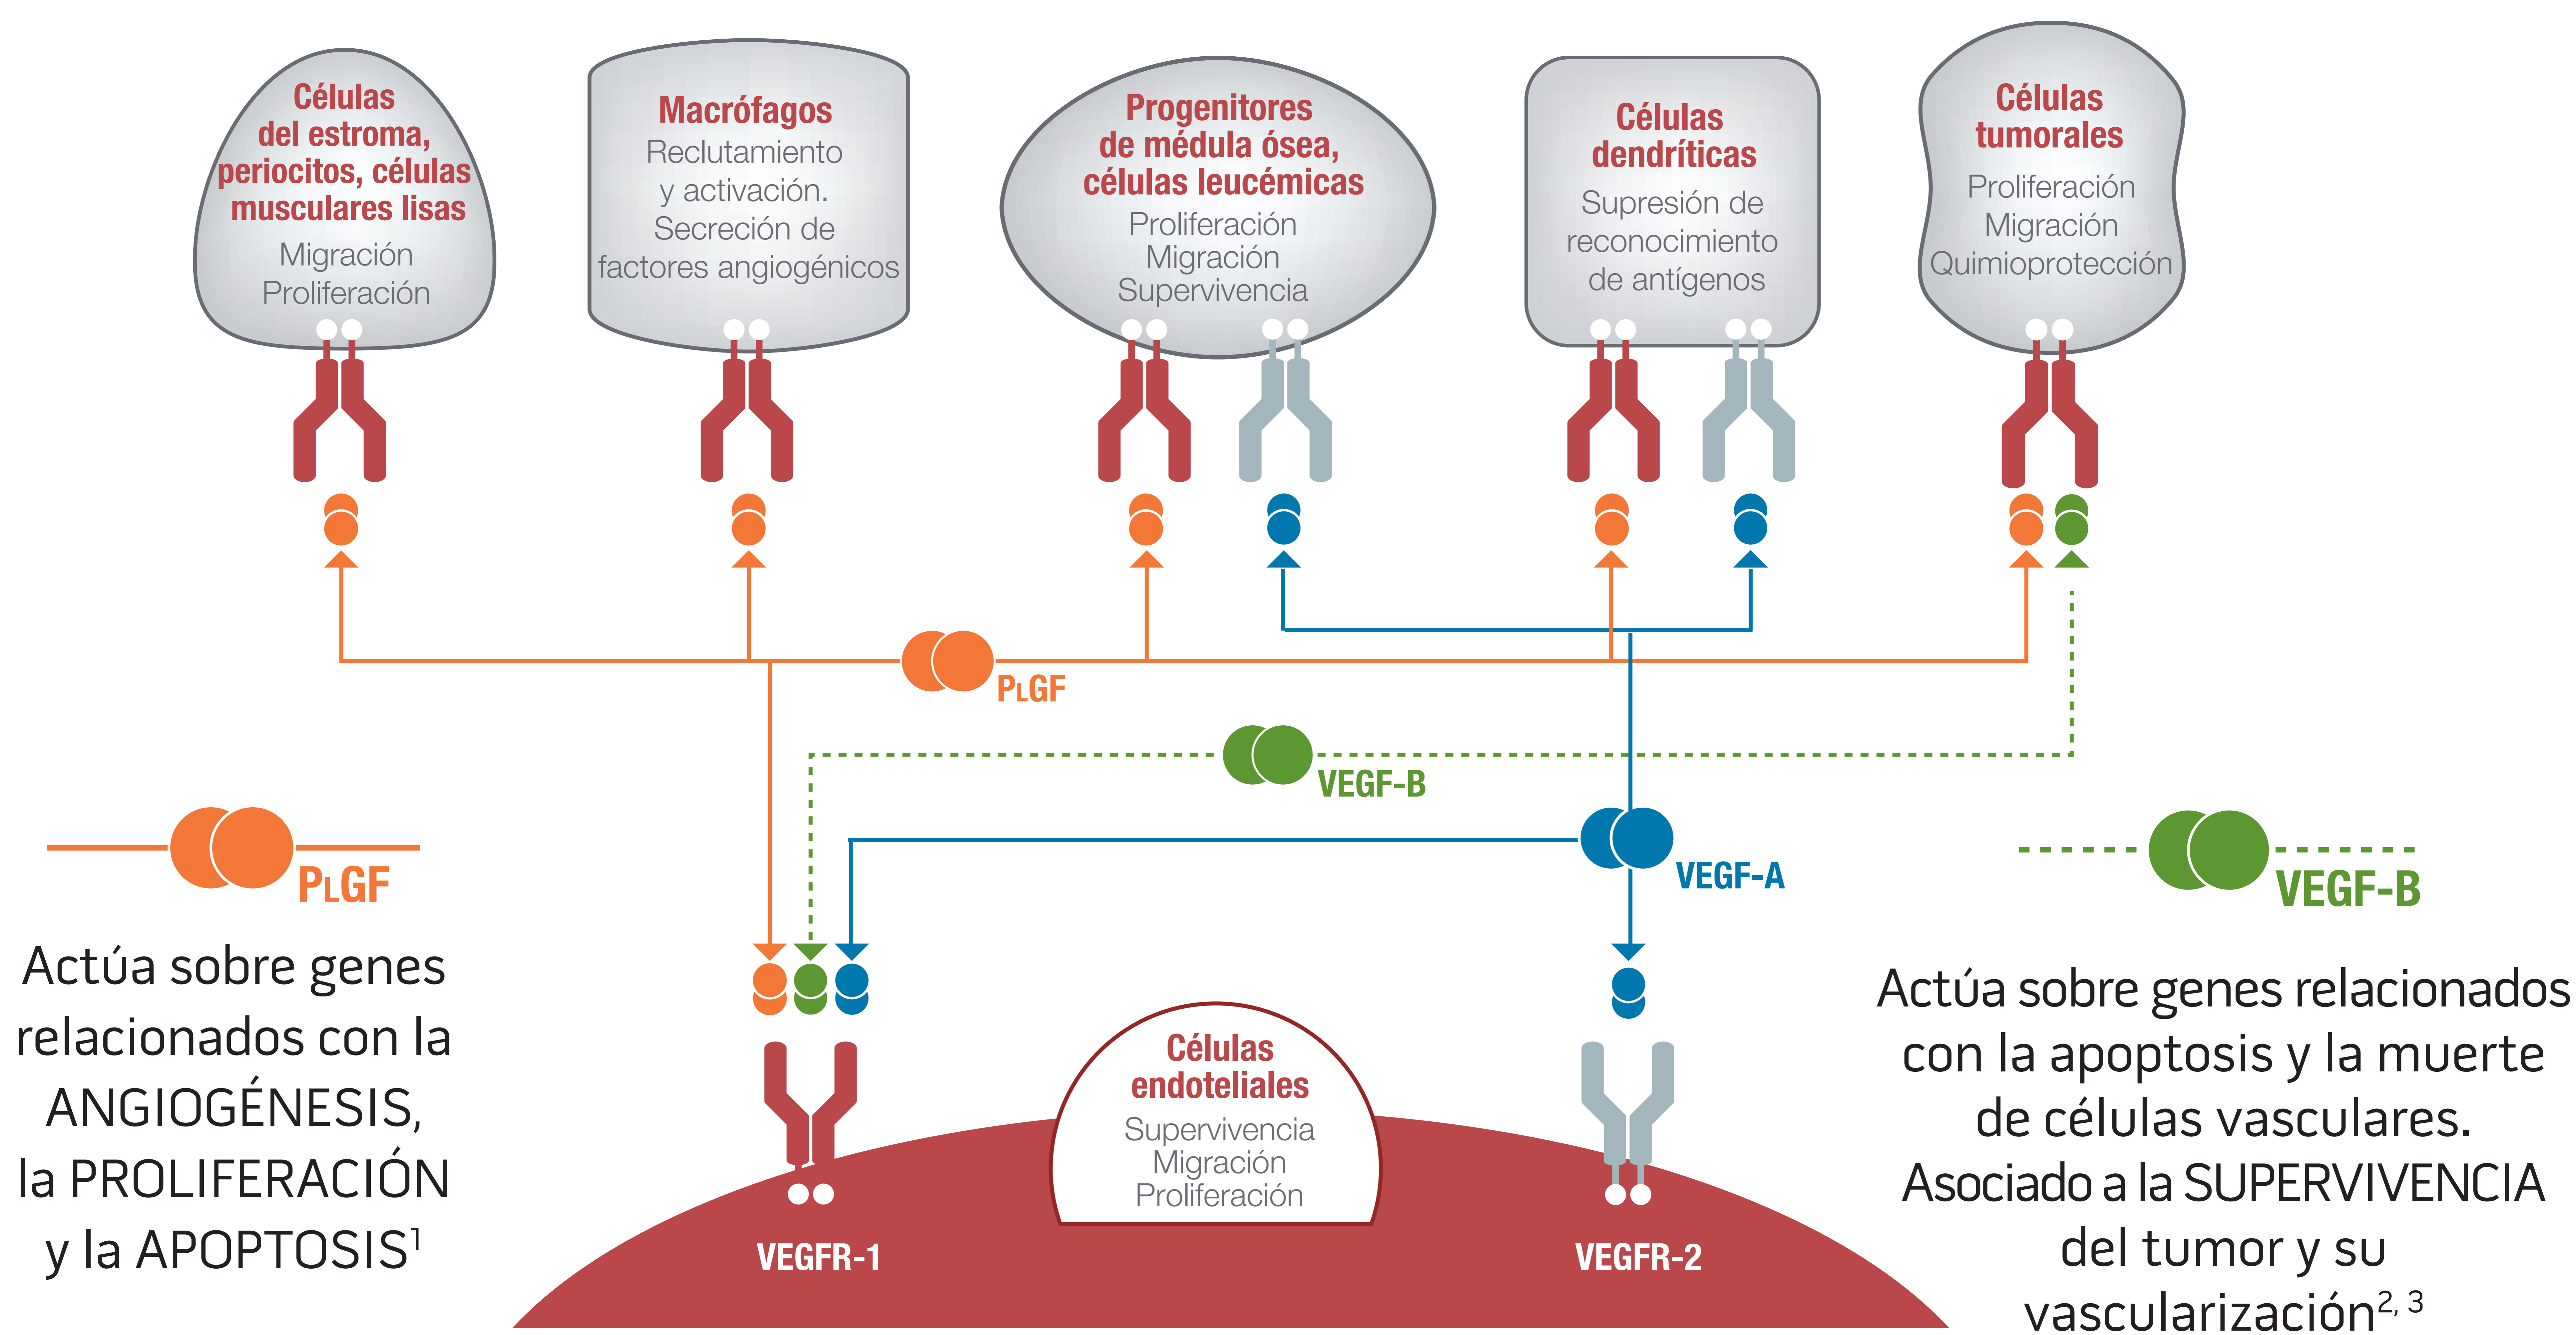 Células
del estroma,
periocitos, células
musculares lisas
Migración
Proliferación
Macrófagos
Reclutamiento
y activación.
Secreción de
factores angiogénicos
Progenitores
de médula ósea,
células leucémicas
Proliferación
Migración
Supervivencia
Células
dendríticas
Supresión de
reconocimiento
de antígenos
Células
tumorales
Proliferación
Migración
Quimioprotección
PLGF
VEGF-B
VEGF-A
PLGF
Actúa sobre genes
relacionados con la
ANGIOGÉNESIS,
la PROLIFERACIÓN
y la APOPTOSIS1
Células
endoteliales
Supervivencia
Migración
Proliferación
VEGFR-1
VEGFR-2
VEGF-B
Actúa sobre genes relacionados
con la apoptosis y la muerte
de células vasculares.
Asociado a la SUPERVIVENCIA
del tumor y su
vascularización2, 3